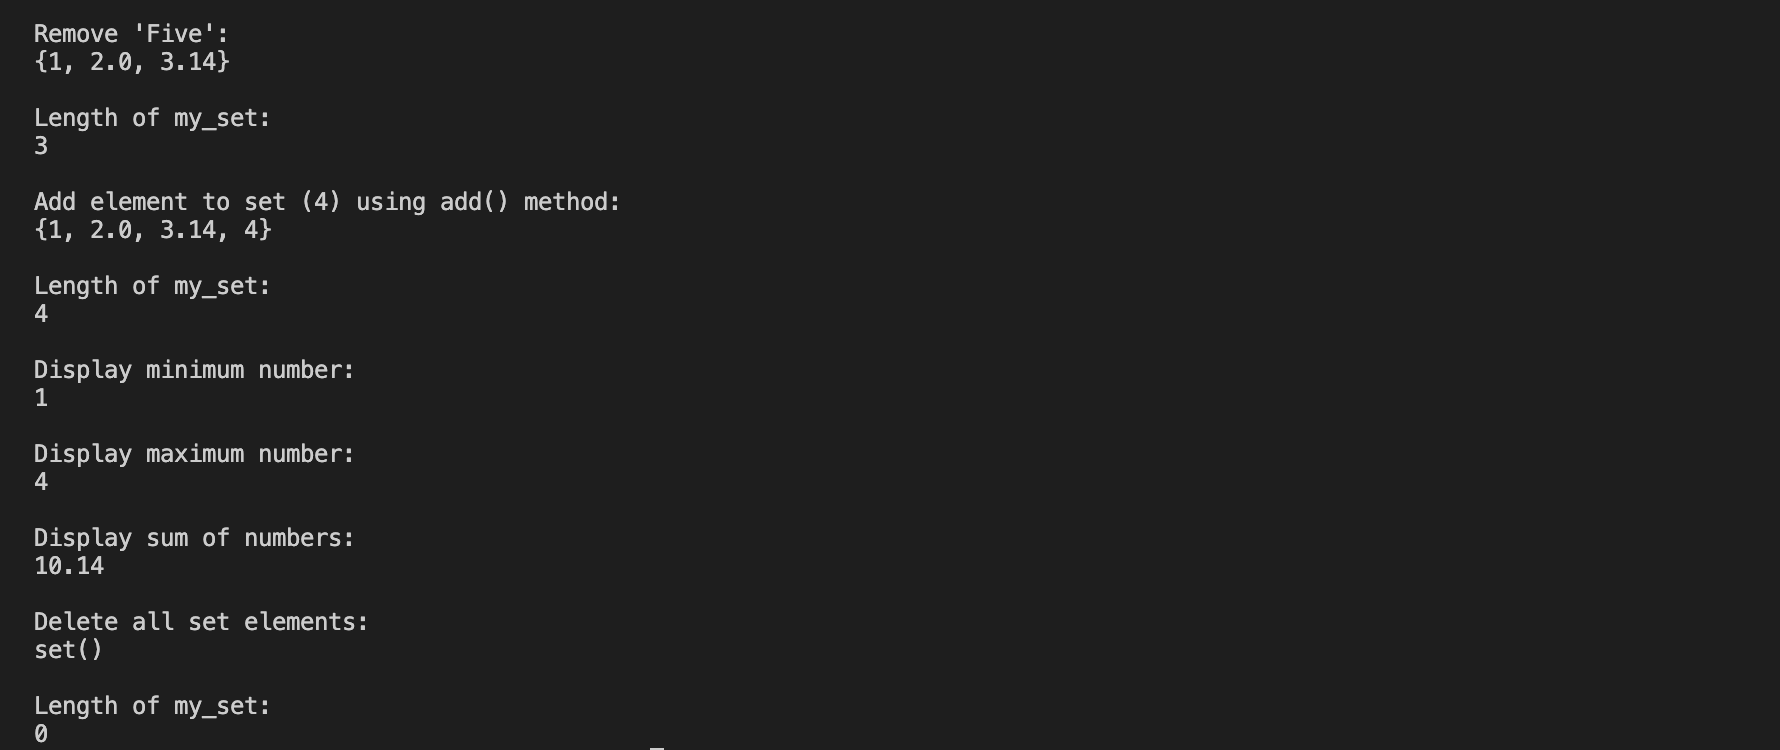 Remove 'Five':
{1, 2.0, 3.14}
Length of my_set:
3
Add element to set (4) using add() method:
{1, 2.0, 3.14, 4}
Length of my_set:
4
Display minimum number:
1
Display maximum number:
4
Display sum of numbers:
10.14
Delete all set elements:
set()
Length of my_set:
0